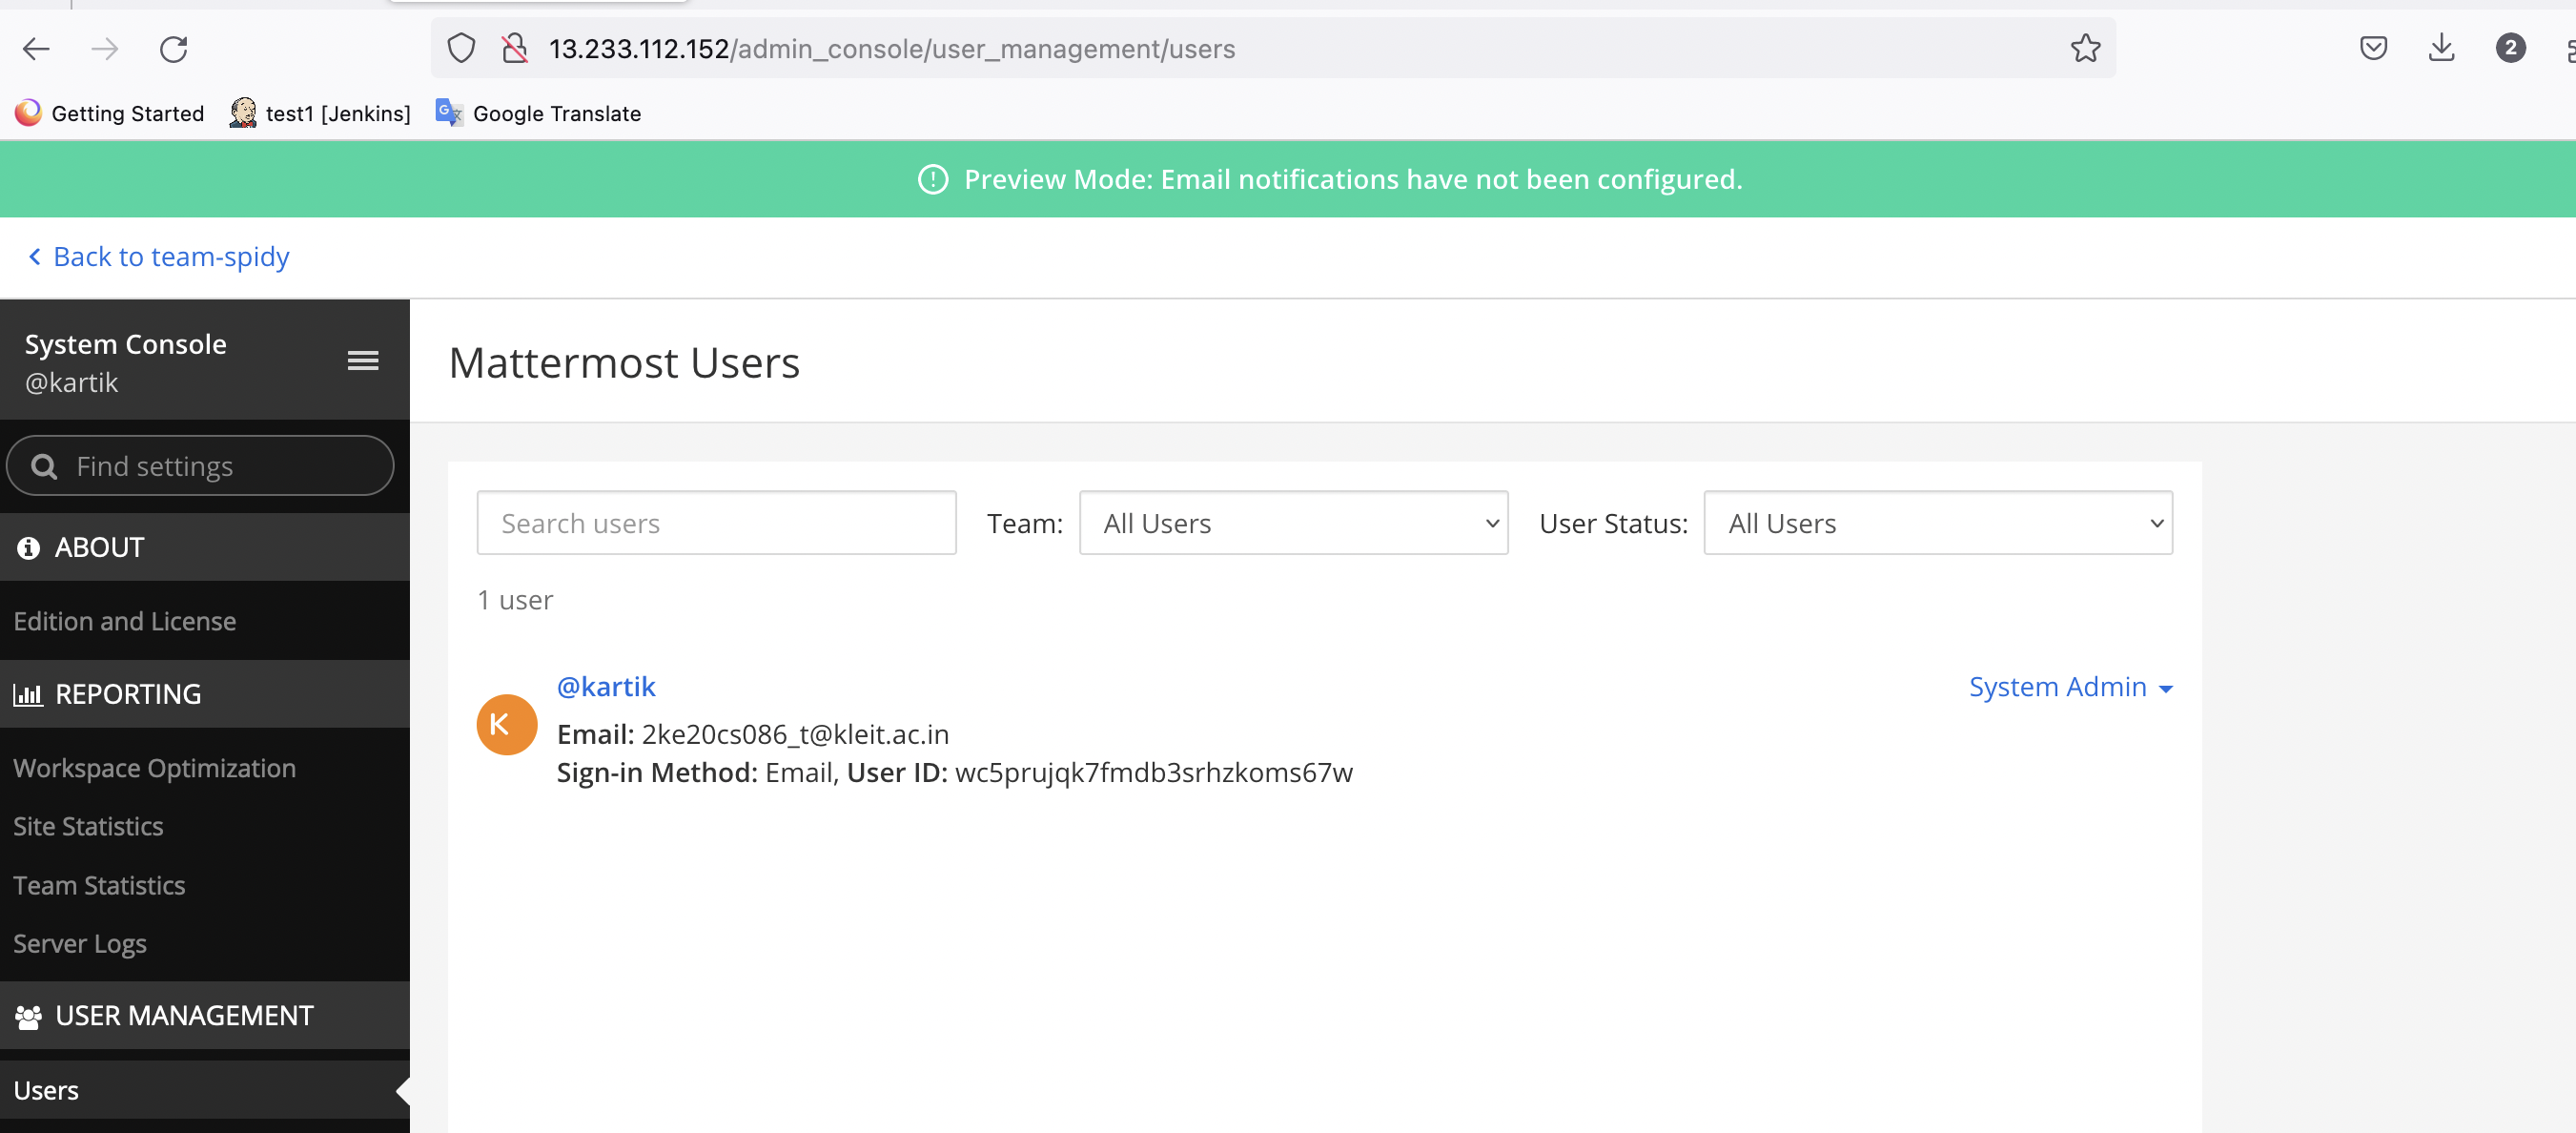 13.233.112.152/admin_console/user_management/users
2
Getting Started
test1 [Jenkins]
Google Translate
Preview Mode: Email notifications have not been configured.
Back to team-spidy
System Console
@kartik
Find settings
ABOUT
Edition and License
REPORTING
Workspace Optimization
Site Statistics
Team Statistics
Server Logs
USER MANAGEMENT
Users
Mattermost Users
Search users
Team:
All Users
User Status:
All Users
1 user
K
@kartik
System Admin
Email: 2ke20cs086_t@kleit.ac.in
Sign-in Method: Email, User ID: wc5prujqk7fmdb3srhzkoms67w